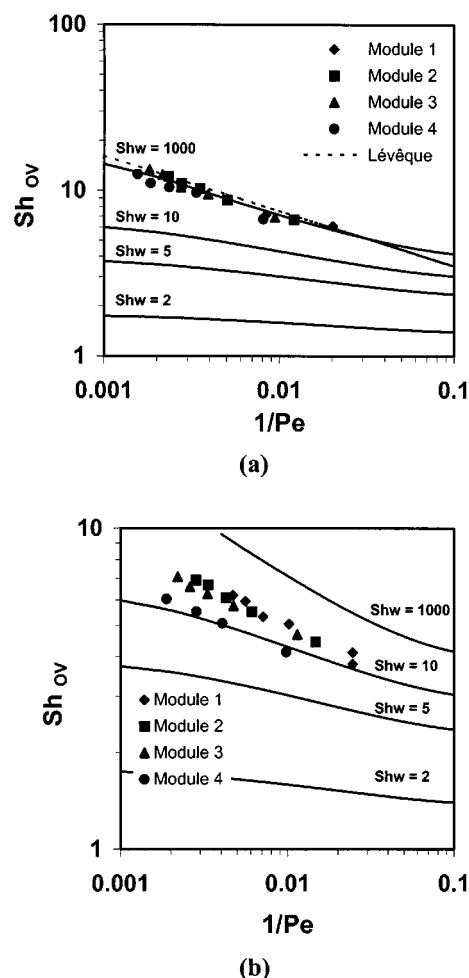 100
10
1
Sh ov
Module 1
Module 2
Module 3
Module 4
Lévêque
Shw = 1000
Shw = 10
Shw = 5
Shw = 2
0.001
0.01
0.1
1/Pe
(a)
10
1
Sh ov
Shw = 1000
Shw = 10
Shw = 5
Shw = 2
Module 1
Module 2
Module 3
Module 4
0.001
0.01
0.1
1/Pe
(b)